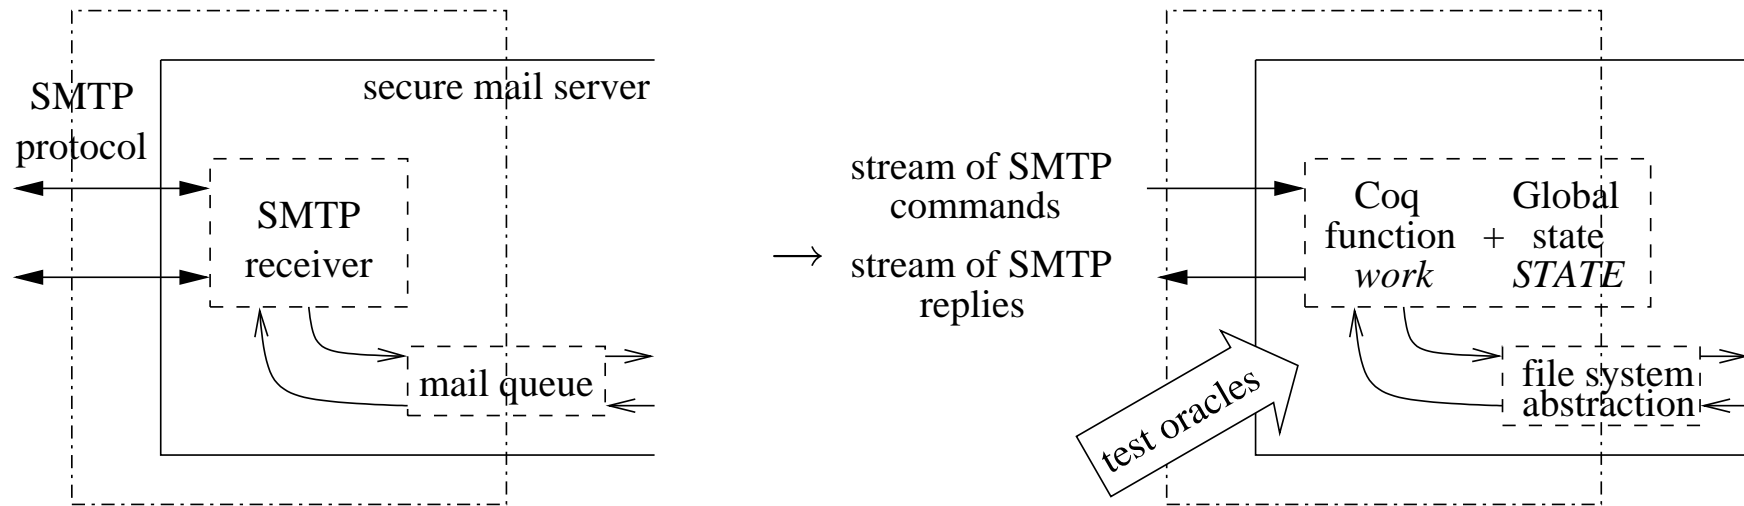 secure mail server
SMTP
protocol
SMTP
receiver
mail queue
→
stream of SMTP
commands
stream of SMTP
replies
Coq
function
work
+
Global
state
STATE
test oracles
file system
abstraction